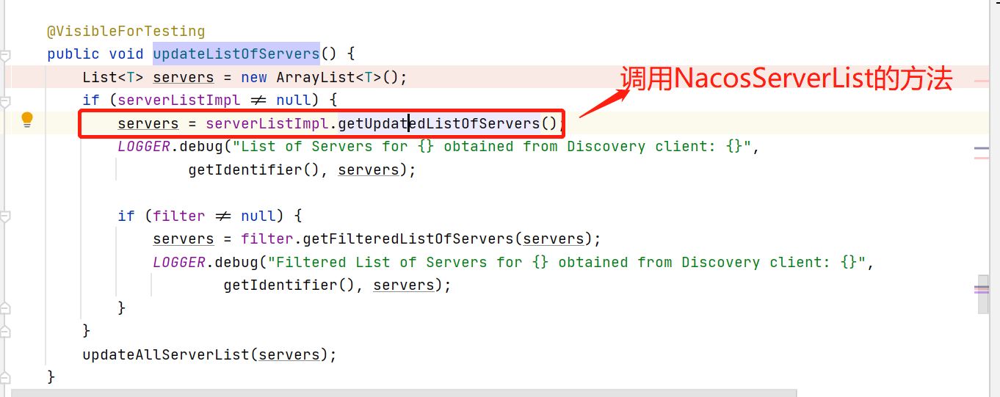 @VisibleForTesting
public void updateListOfServers() {
List<T> servers = new ArrayList<T>();
if (serverListImpl ≠ null) {
调用NacosServerList的方法
servers = serverListImpl.getUpdatedListOfServers();
LOGGER.debug("List of Servers for {} obtained from Discovery client: {}",
getIdentifier(), servers);
if (filter ≠ null) {
servers = filter.getFilteredListOfServers(servers);
LOGGER.debug("Filtered List of Servers for {} obtained from Discovery client: {}",
getIdentifier(), servers);
}
}
updateAllServerList(servers);
}